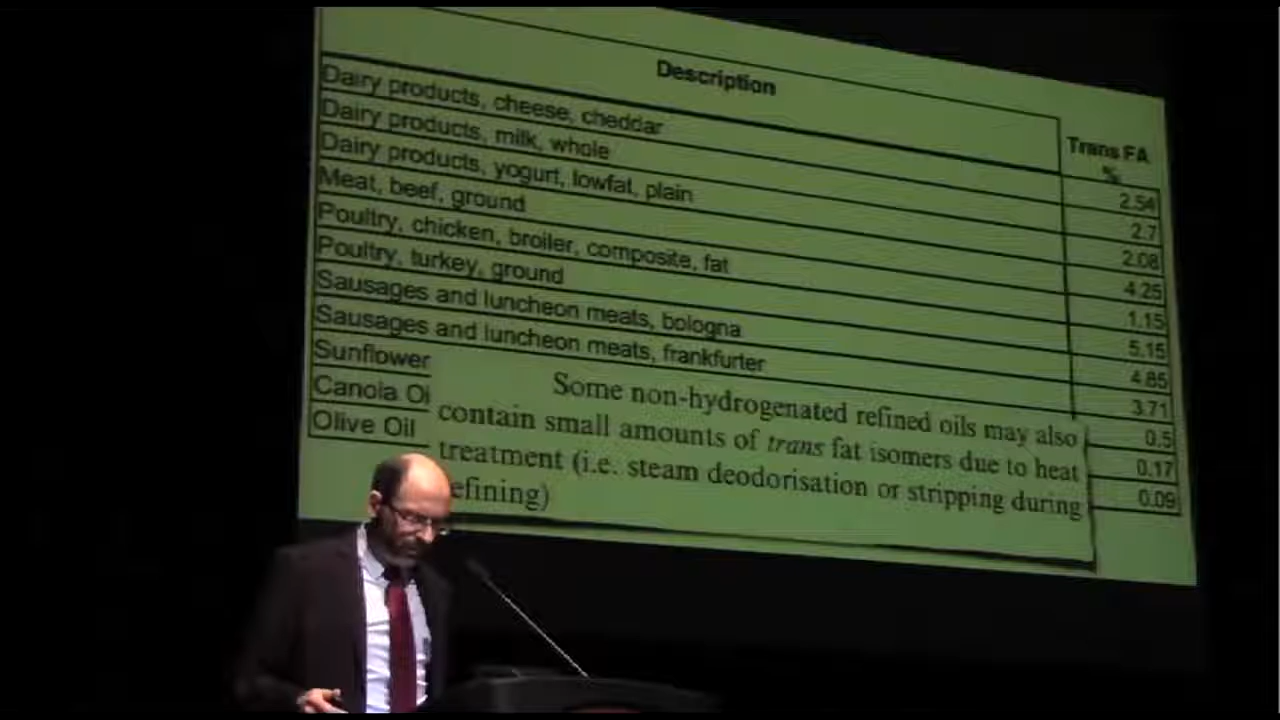 Description
Trans FA
%
Dairy products, cheese, cheddar 2.54
Dairy products, milk, whole 2.7
Dairy products, yogurt, lowfat, plain 2.08
Meat, beef, ground 4.25
Poultry, chicken, broiler, composite, fat 1.15
Poultry, turkey, ground 5.15
Sausages and luncheon meats, bologna 4.85
Sausages and luncheon meats, frankfurter 3.71
Sunflower 0.5
Canola Oi 0.17
Olive Oil 0.09
Some non-hydrogenated refined oils may also
contain small amounts of trans fat isomers due to heat
treatment (i.e. steam deodorisation or stripping during
efining)